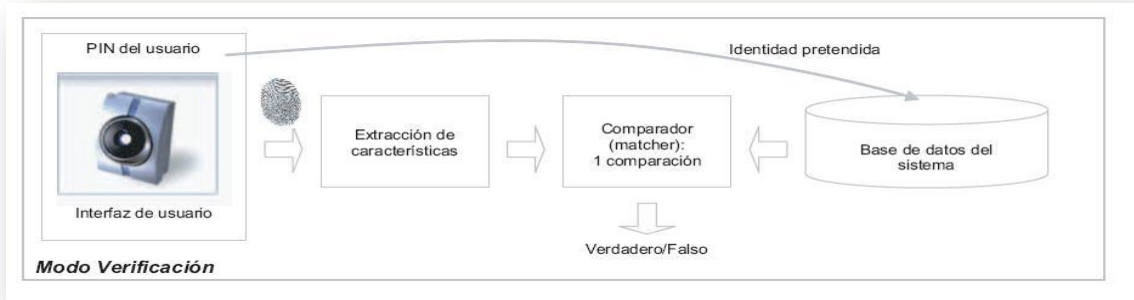 PIN del usuario
Identidad pretendida
Extracción de
características
Comparador
(matcher):
1 comparación
Base de datos del
sistema
Interfaz de usuario
Verdadero/Falso
Modo Verificación